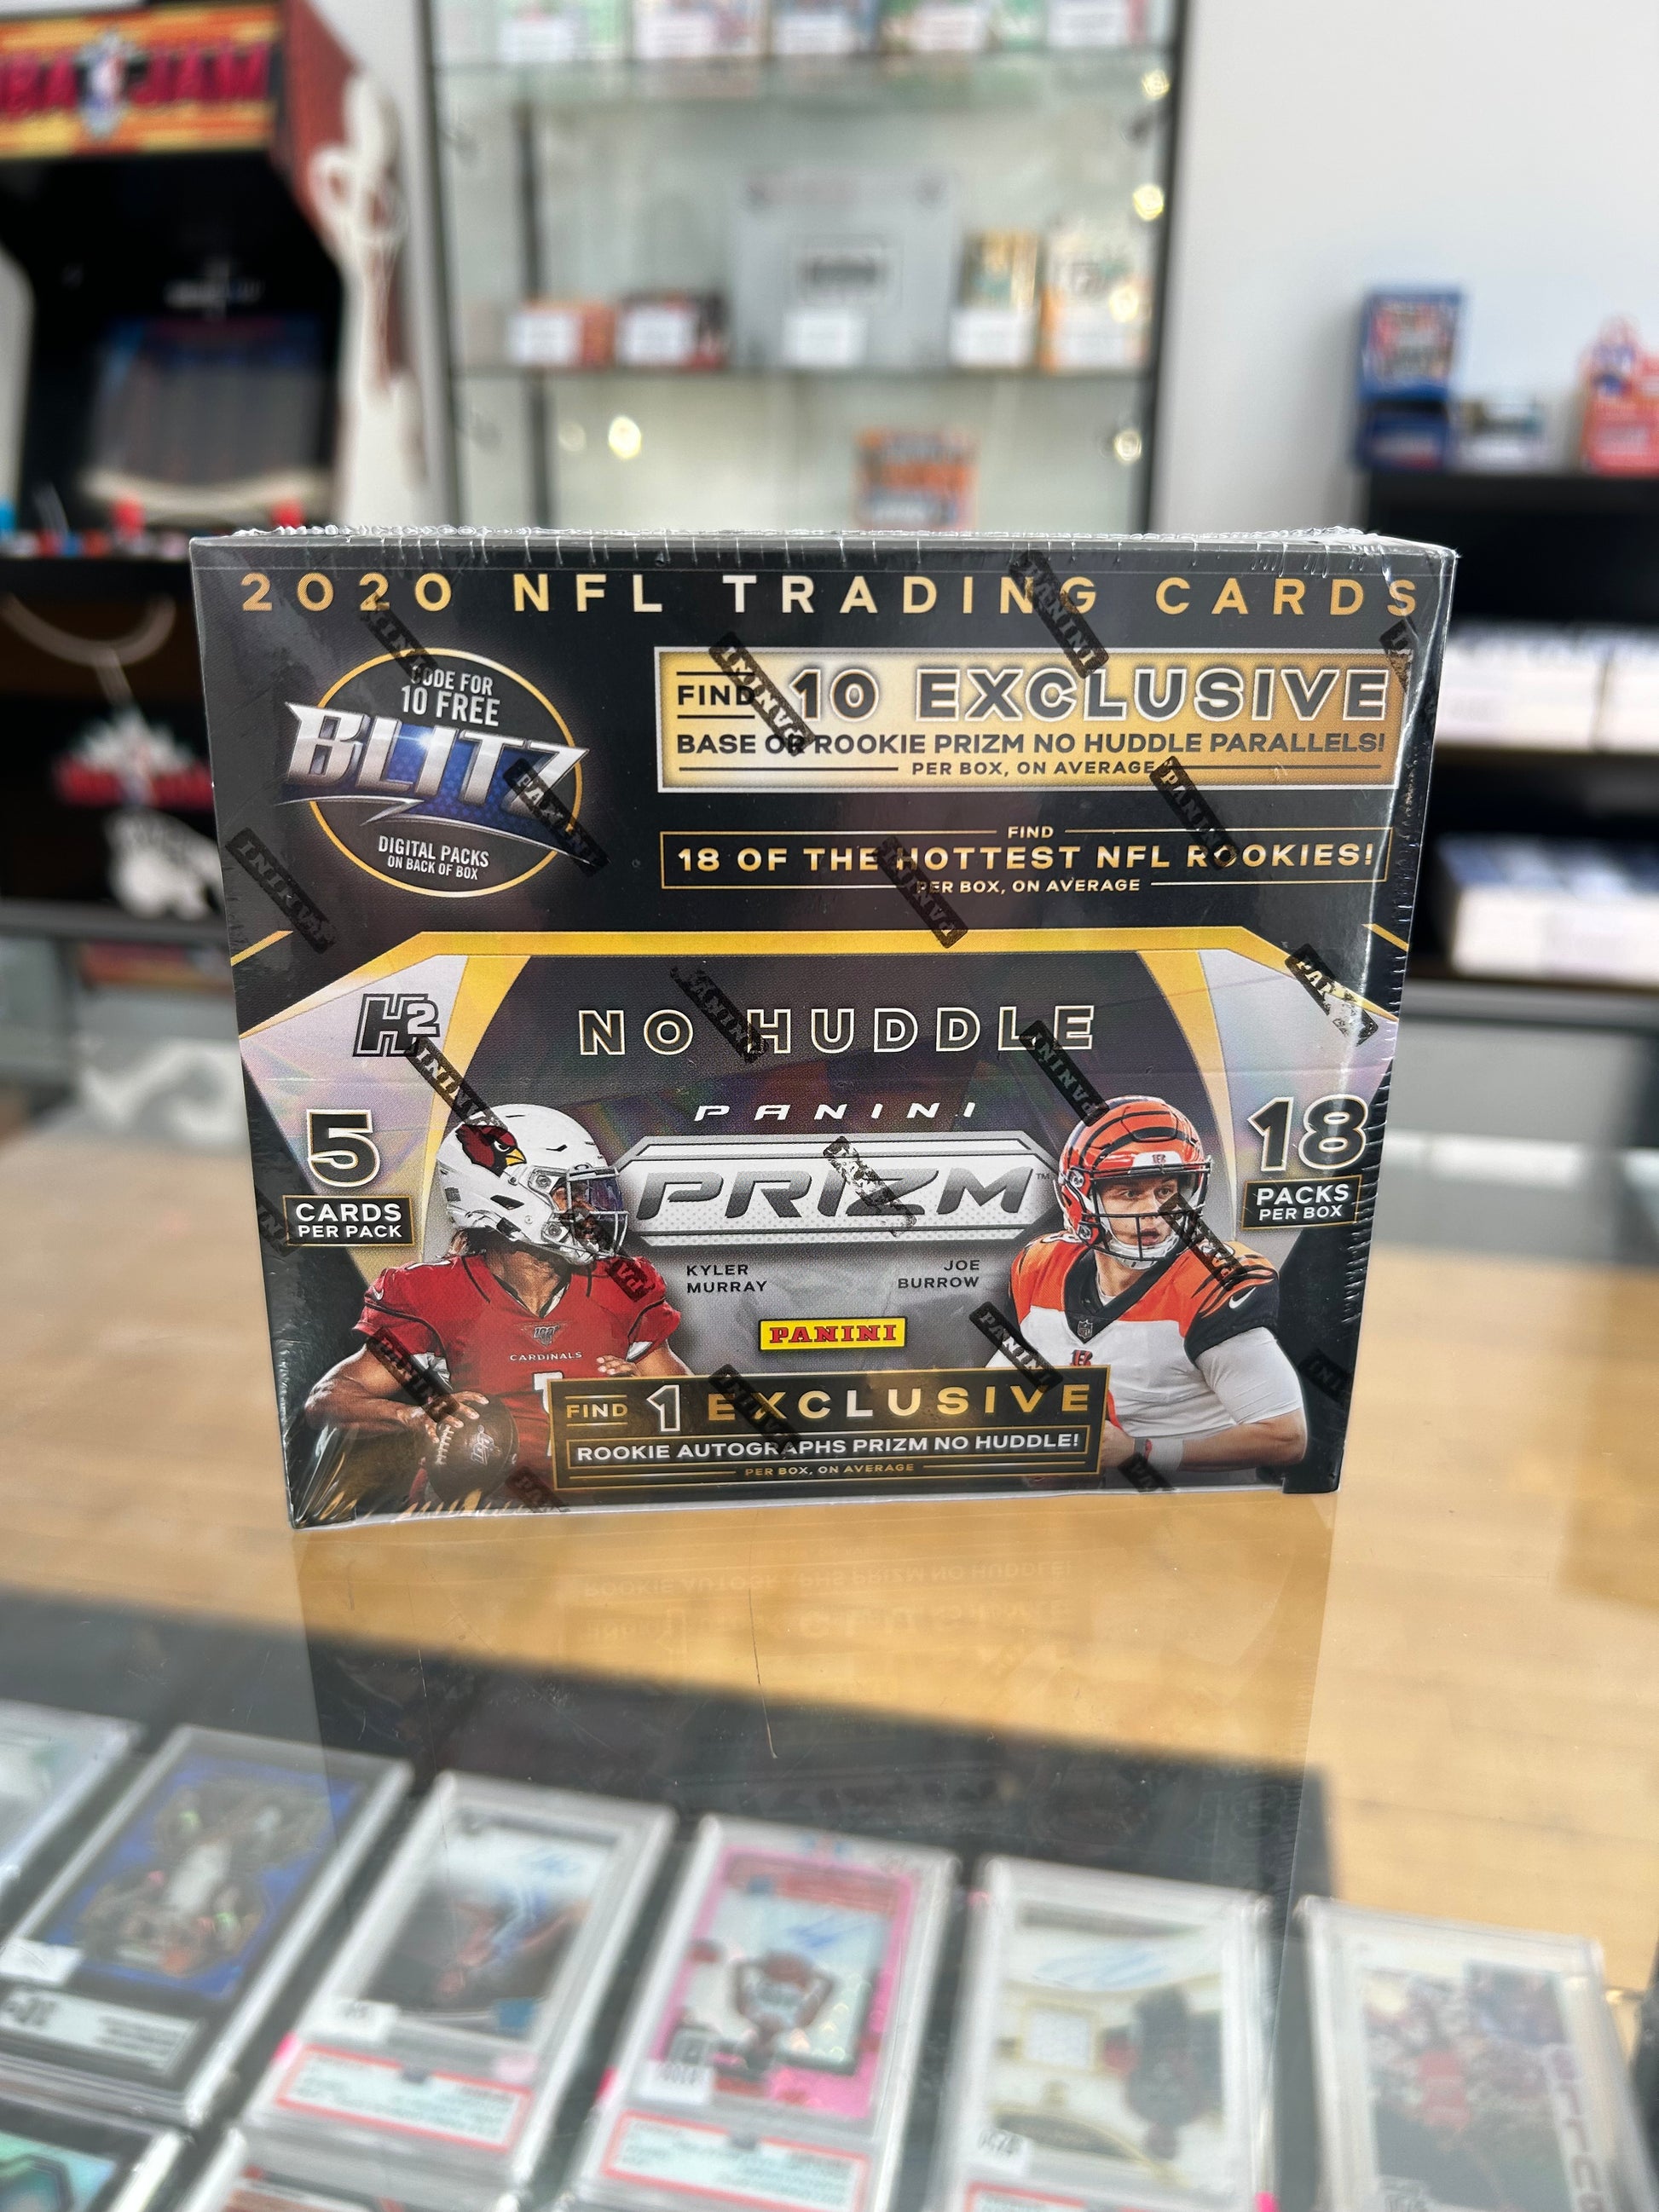 2020 NFL TRADING CARDS
CODE FOR
10 FREE
BLITZ
DIGITAL PACKS
ON BACK OF BOX
FIND 10 EXCLUSIVE
BASE OR ROOKIE PRIZM NO HUDDLE PARALLELS!
PER BOX, ON AVERAGE
FIND
18 OF THE HOTTEST NFL ROOKIES!
PER BOX, ON AVERAGE
H2
NO HUDDLE
PANINI
PRIZM™
5
CARDS
PER PACK
18
PACKS
PER BOX
KYLER
MURRAY
JOE
BURROW
PANINI
CARDINALS
FIND 1 EXCLUSIVE
ROOKIE AUTOGRAPHS PRIZM NO HUDDLE!
PER BOX, ON AVERAGE